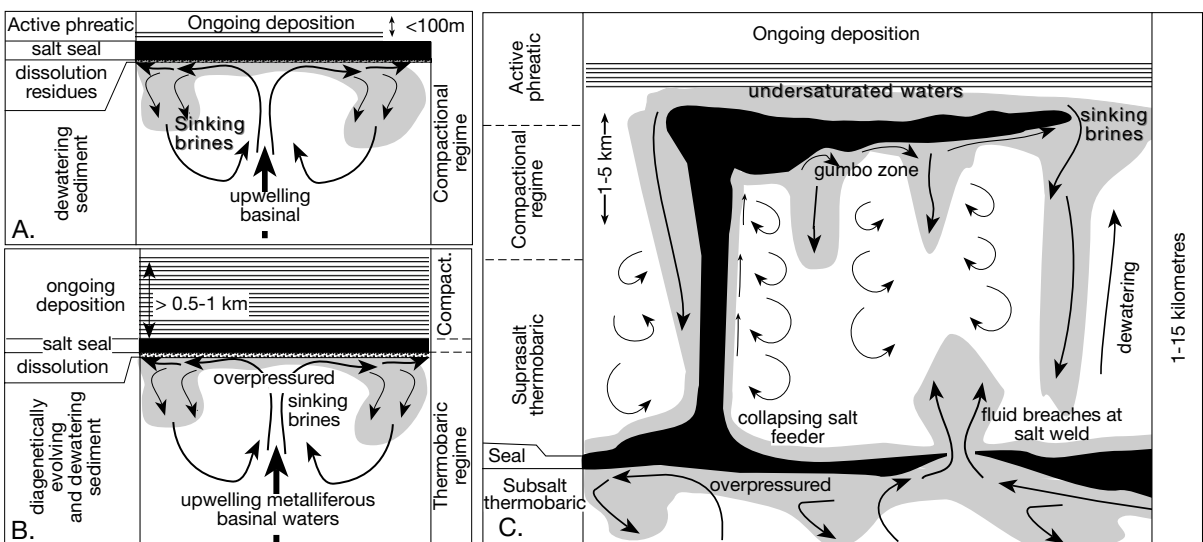 Active phreatic
Ongoing deposition
<100m
salt seal
dissolution
residues
Sinking
brines
dewatering
sediment
upwelling
basinal
Compactional
regime
A.
ongoing
deposition
> 0.5-1 km
Compact.
salt seal
dissolution
overpressured
sinking
brines
diagenetically
evolving
and dewatering
sediment
upwelling metalliferous
basinal waters
Thermobaric
regime
B.
C.
Ongoing deposition
Active
phreatic
undersaturated waters
sinking
brines
1-5 km
Compactional
regime
gumbo zone
dewatering
1-15 kilometres
Suprasalt
thermobaric
collapsing salt
feeder
fluid breaches at
salt weld
Seal
Subsalt
thermobaric
overpressured